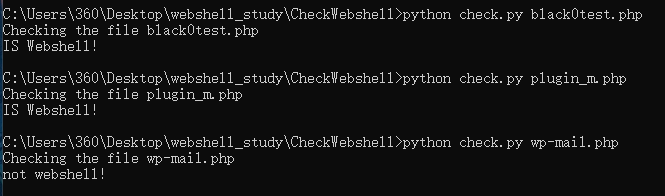 C:\Users\360\Desktop\webshell_study\CheckWebshell>python check.py black0test.php
Checking the file black0test.php
IS Webshell!
C:\Users\360\Desktop\webshell_study\CheckWebshell>python check.py plugin_m.php
Checking the file plugin_m.php
IS Webshell!
C:\Users\360\Desktop\webshell_study\CheckWebshell>python check.py wp-mail.php
Checking the file wp-mail.php
not webshell!